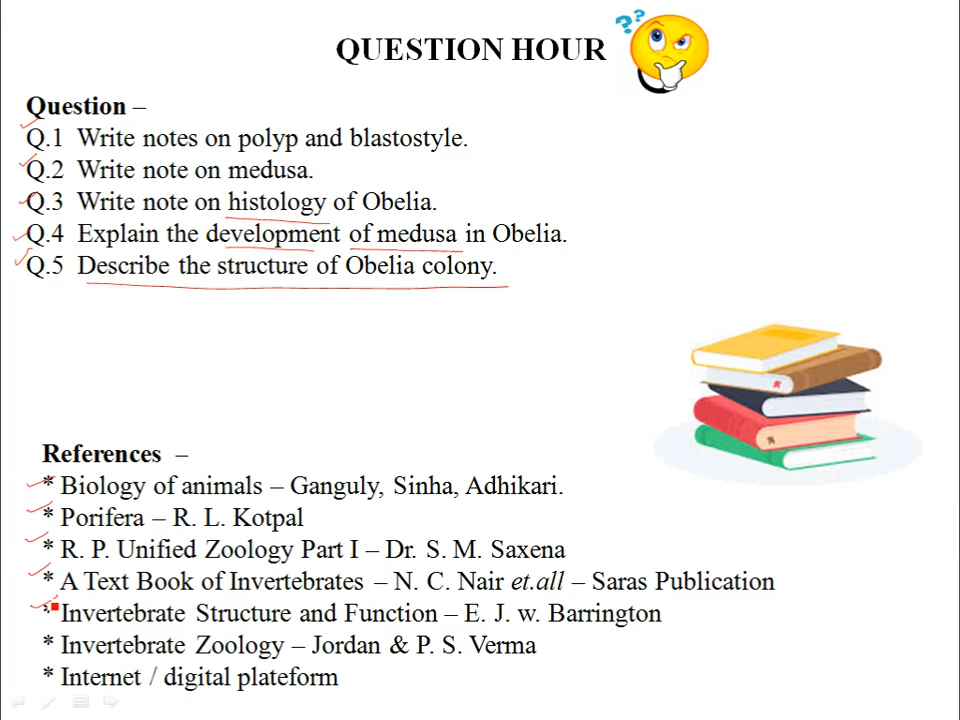 QUESTION HOUR
??
Question –
Q.1 Write notes on polyp and blastostyle.
Q.2 Write note on medusa.
Q.3 Write note on histology of Obelia.
Q.4 Explain the development of medusa in Obelia.
Q.5 Describe the structure of Obelia colony.
References –
* Biology of animals – Ganguly, Sinha, Adhikari.
* Porifera – R. L. Kotpal
* R. P. Unified Zoology Part I – Dr. S. M. Saxena
* A Text Book of Invertebrates – N. C. Nair et.all – Saras Publication
* Invertebrate Structure and Function – E. J. w. Barrington
* Invertebrate Zoology – Jordan & P. S. Verma
* Internet / digital plateform